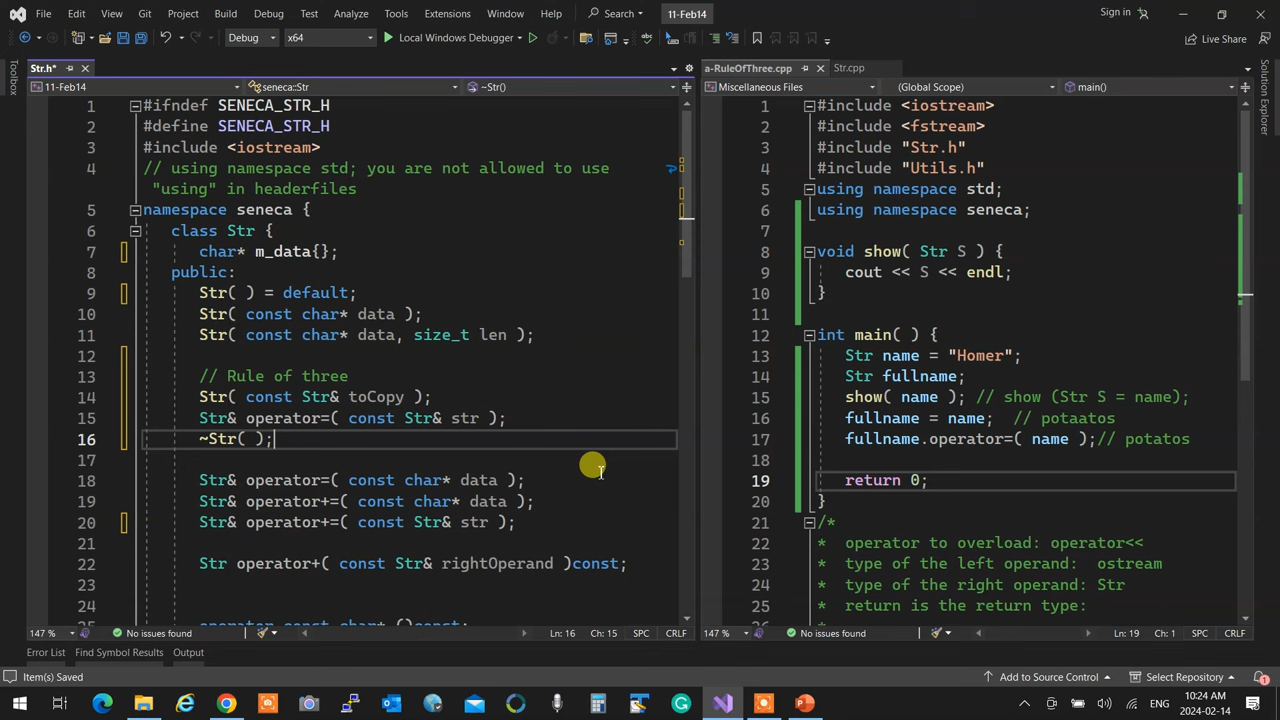 File Edit View Git Project Build Debug Test Analyze Tools Extensions Window Help Search 11-Feb14 Sign in
Debug x64 Local Windows Debugger Live Share
Toolbox
Solution Explorer
Str.h* a-RuleOfThree.cpp Str.cpp
11-Feb14 seneca::Str ~Str() Miscellaneous Files (Global Scope) main()
1 #ifndef SENECA_STR_H
2 #define SENECA_STR_H
3 #include <iostream>
4 // using namespace std; you are not allowed to use
"using" in headerfiles
5 namespace seneca {
6 class Str {
7 char* m_data{};
8 public:
9 Str( ) = default;
10 Str( const char* data );
11 Str( const char* data, size_t len );
12
13 // Rule of three
14 Str( const Str& toCopy );
15 Str& operator=( const Str& str );
16 ~Str( );
17
18 Str& operator=( const char* data );
19 Str& operator+=( const char* data );
20 Str& operator+=( const Str& str );
21
22 Str operator+( const Str& rightOperand )const;
23
24
25 operator const char* ()const;
1 #include <iostream>
2 #include <fstream>
3 #include "Str.h"
4 #include "Utils.h"
5 using namespace std;
6 using namespace seneca;
7
8 void show( Str S ) {
9 cout << S << endl;
10 }
11
12 int main( ) {
13 Str name = "Homer";
14 Str fullname;
15 show( name ); // show (Str S = name);
16 fullname = name; // potaatos
17 fullname.operator=( name );// potatos
18
19 return 0;
20 }
21 /*
22 * operator to overload: operator<<
23 * type of the left operand: ostream
24 * type of the right operand: Str
25 * return is the return type:
26 *
147 % No issues found Ln: 16 Ch: 15 SPC CRLF
147 % No issues found Ln: 19 Ch: 1 SPC CRLF
Error List Find Symbol Results Output
Item(s) Saved Add to Source Control Select Repository 1
ENG 10:24 AM
2024-02-14